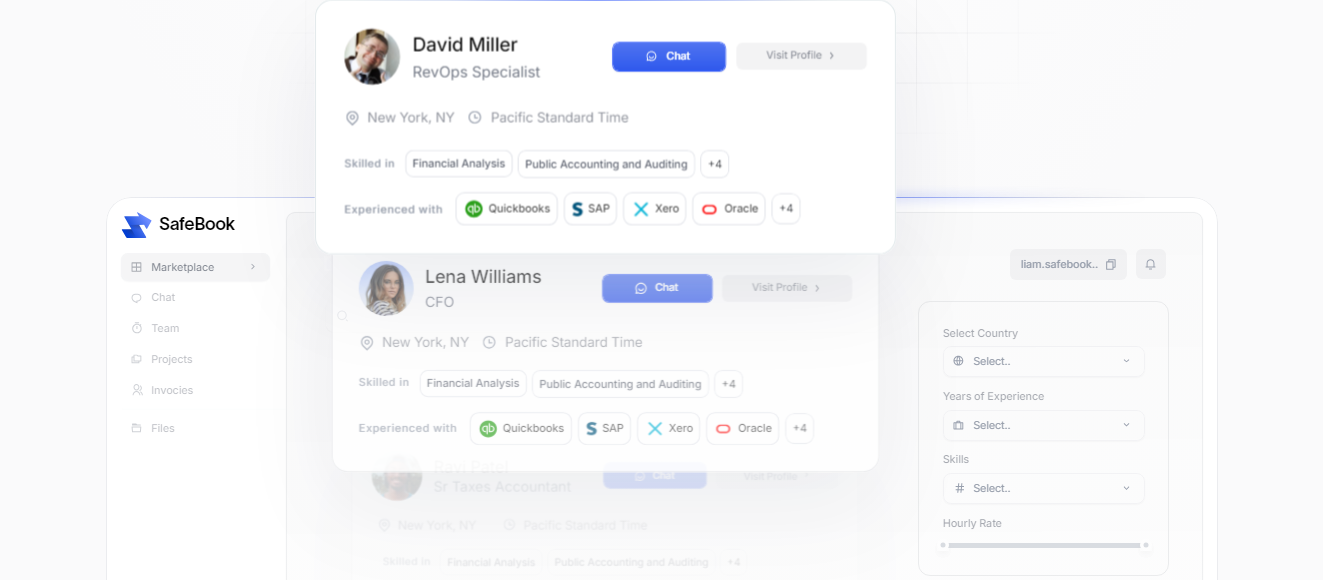 David Miller
RevOps Specialist
Chat
Visit Profile
New York, NY
Pacific Standard Time
Skilled in
Financial Analysis
Public Accounting and Auditing
+4
Experienced with
qb Quickbooks
SAP
Xero
Oracle
+4
SafeBook
Marketplace
Chat
Team
Projects
Invocies
Files
Lena Williams
CFO
Chat
Visit Profile
New York, NY
Pacific Standard Time
Skilled in
Financial Analysis
Public Accounting and Auditing
+4
Experienced with
qb Quickbooks
SAP
Xero
Oracle
+4
Ravi Patel
Sr Taxes Accountant
Chat
Visit Profile
New York, NY
Pacific Standard Time
Skilled in
Financial Analysis
Public Accounting and Auditing
+4
liam.safebook..
Select Country
Select..
Years of Experience
Select..
Skills
# Select..
Hourly Rate